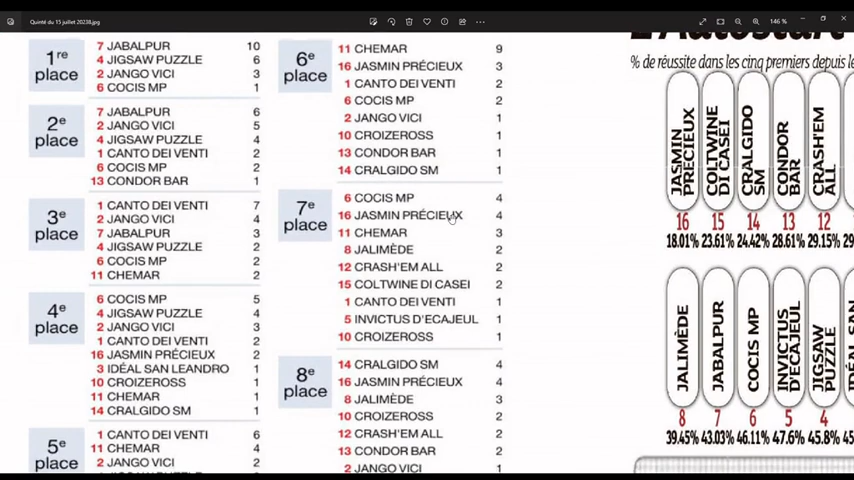 Quinté du 15 juillet 20238.jpg
146 %
% de réussite dans les cinq premiers depuis le
1re place
7 JABALPUR 10
4 JIGSAW PUZZLE 6
2 JANGO VICI 3
6 COCIS MP 1
2e place
7 JABALPUR 6
2 JANGO VICI 5
4 JIGSAW PUZZLE 4
1 CANTO DEI VENTI 2
6 COCIS MP 2
13 CONDOR BAR 1
3e place
1 CANTO DEI VENTI 7
2 JANGO VICI 4
7 JABALPUR 3
4 JIGSAW PUZZLE 2
6 COCIS MP 2
11 CHEMAR 2
4e place
6 COCIS MP 5
4 JIGSAW PUZZLE 4
2 JANGO VICI 3
1 CANTO DEI VENTI 2
16 JASMIN PRÉCIEUX 2
3 IDÉAL SAN LEANDRO 1
10 CROIZEROSS 1
11 CHEMAR 1
14 CRALGIDO SM 1
5e place
1 CANTO DEI VENTI 6
11 CHEMAR 4
2 JANGO VICI 2
6e place
11 CHEMAR 9
16 JASMIN PRÉCIEUX 3
1 CANTO DEI VENTI 2
6 COCIS MP 2
2 JANGO VICI 1
10 CROIZEROSS 1
13 CONDOR BAR 1
14 CRALGIDO SM 1
7e place
6 COCIS MP 4
16 JASMIN PRÉCIEUX 4
11 CHEMAR 3
8 JALIMÈDE 2
12 CRASH'EM ALL 2
15 COLTWINE DI CASEI 2
1 CANTO DEI VENTI 1
5 INVICTUS D'ECAJEUL 1
10 CROIZEROSS 1
8e place
14 CRALGIDO SM 4
16 JASMIN PRÉCIEUX 4
8 JALIMÈDE 3
10 CROIZEROSS 2
12 CRASH'EM ALL 2
13 CONDOR BAR 2
2 JANGO VICI 1
JASMIN PRECIEUX
COLTWINE DI CASEI
CRALGIDO SM
CONDOR BAR
CRASH'EM ALL
16 15 14 13 12
18.01% 23.61% 24.42% 28.61% 29.15%
JALIMÈDE
JABALPUR
COCIS MP
INVICTUS D'ECAJEUL
JIGSAW PUZZLE
8 7 6 5 4
39.45% 43.03% 46.11% 47.6% 45.8%